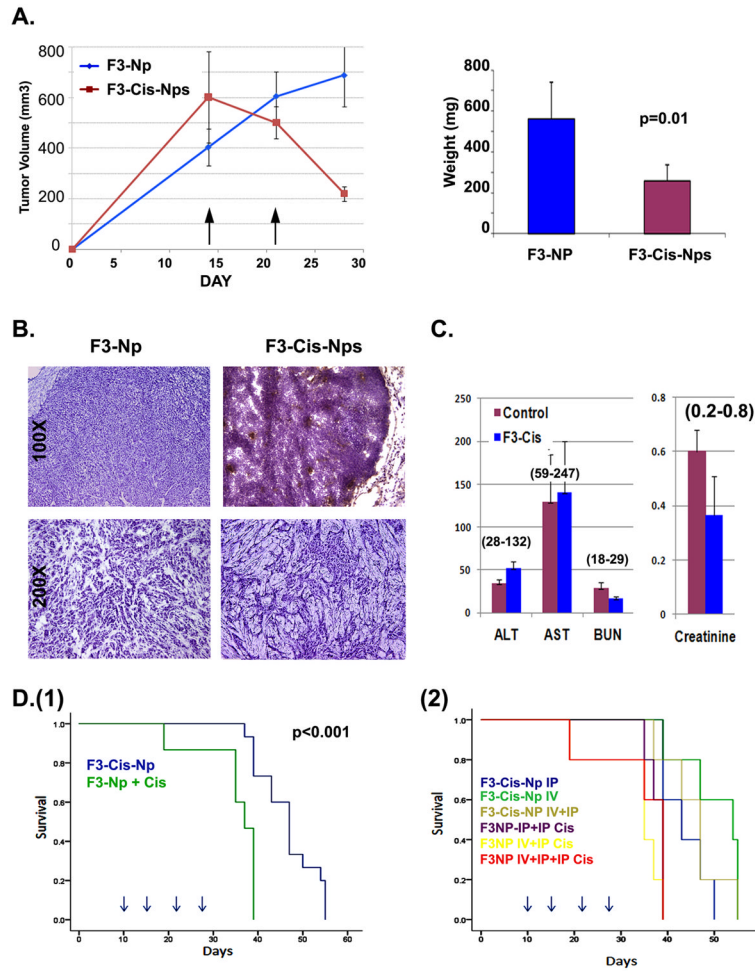 A.
800
600
400
200
0
Tumor Volume (mm3)
F3-Np
F3-Cis-Nps
0 5 10 15 20 25 30
DAY
800
600
400
200
0
Weight (mg)
p=0.01
F3-NP F3-Cis-Nps
B.
F3-Np F3-Cis-Nps
100X
200X
C.
250
200
150
100
50
0
Control
F3-Cis
(28-132)
(59-247)
(18-29)
ALT AST BUN
0.8
0.6
0.4
0.2
0
(0.2-0.8)
Creatinine
D.(1)
1.0
0.8
0.6
0.4
0.2
0.0
Survival
p<0.001
F3-Cis-Np
F3-Np + Cis
0 10 20 30 40 50 60
Days
(2)
1.0
0.8
0.6
0.4
0.2
0.0
Survival
F3-Cis-Np IP
F3-Cis-Np IV
F3-Cis-NP IV+IP
F3NP-IP+IP Cis
F3NP IV+IP Cis
F3NP IV+IP+IP Cis
0 10 20 30 40 50
Days